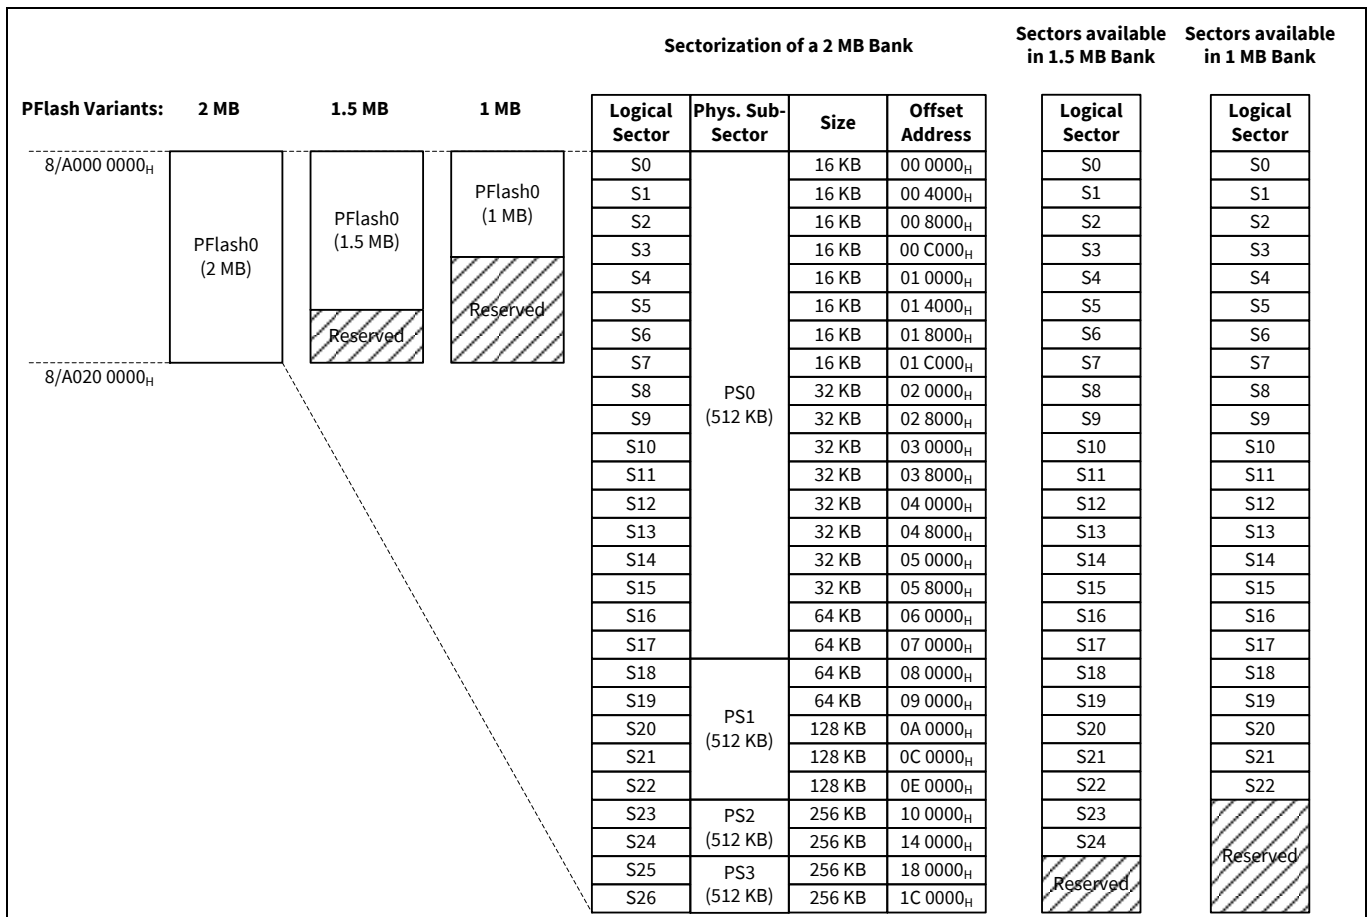 Sectorization of a 2 MB Bank
Sectors available
in 1.5 MB Bank
Sectors available
in 1 MB Bank
PFlash Variants: 2 MB 1.5 MB 1 MB
8/A000 0000H
PFlash0
(2 MB)
PFlash0
(1.5 MB)
Reserved
PFlash0
(1 MB)
Reserved
8/A020 0000H
Logical Sector Phys. Sub-Sector Size Offset Address
S0 16 KB 00 0000H
S1 16 KB 00 4000H
S2 16 KB 00 8000H
S3 16 KB 00 C000H
S4 16 KB 01 0000H
S5 16 KB 01 4000H
S6 16 KB 01 8000H
S7 16 KB 01 C000H
S8 PS0 32 KB 02 0000H
S9 (512 KB) 32 KB 02 8000H
S10 32 KB 03 0000H
S11 32 KB 03 8000H
S12 32 KB 04 0000H
S13 32 KB 04 8000H
S14 32 KB 05 0000H
S15 32 KB 05 8000H
S16 64 KB 06 0000H
S17 64 KB 07 0000H
S18 64 KB 08 0000H
S19 PS1 64 KB 09 0000H
S20 (512 KB) 128 KB 0A 0000H
S21 128 KB 0C 0000H
S22 128 KB 0E 0000H
S23 PS2 256 KB 10 0000H
S24 (512 KB) 256 KB 14 0000H
S25 PS3 256 KB 18 0000H
S26 (512 KB) 256 KB 1C 0000H
Logical
Sector
S0
S1
S2
S3
S4
S5
S6
S7
S8
S9
S10
S11
S12
S13
S14
S15
S16
S17
S18
S19
S20
S21
S22
S23
S24
Reserved
Logical
Sector
S0
S1
S2
S3
S4
S5
S6
S7
S8
S9
S10
S11
S12
S13
S14
S15
S16
S17
S18
S19
S20
S21
S22
Reserved